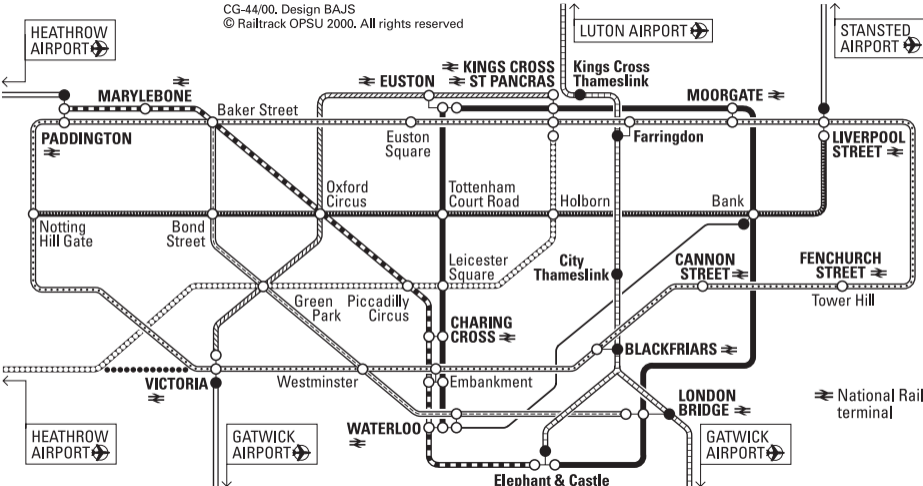 CG-44/00. Design BAJS
© Railtrack OPSU 2000. All rights reserved
HEATHROW
AIRPORT
LUTON AIRPORT
STANSTED
AIRPORT
MARYLEBONE
EUSTON
KINGS CROSS
ST PANCRAS
Kings Cross
Thameslink
MOORGATE
Baker Street
PADDINGTON
Euston
Square
Farringdon
LIVERPOOL
STREET
Oxford
Circus
Tottenham
Court Road
Holborn
Bank
Notting
Hill Gate
Bond
Street
Leicester
Square
City
Thameslink
CANNON
STREET
FENCHURCH
STREET
Tower Hill
Green
Park
Piccadilly
Circus
CHARING
CROSS
BLACKFRIARS
VICTORIA
Westminster
Embankment
National Rail
terminal
LONDON
BRIDGE
WATERLOO
HEATHROW
AIRPORT
GATWICK
AIRPORT
GATWICK
AIRPORT
Elephant & Castle